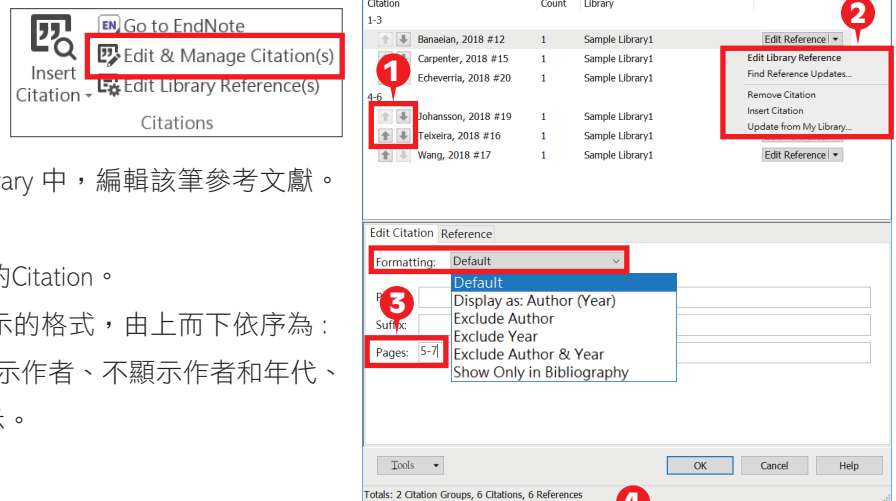 Insert
Citation
Go to EndNote
Edit & Manage Citation(s)
Edit Library Reference(s)
Citations
rary 中，編輯該筆參考文獻。
的Citation。
示的格式，由上而下依序為：
示作者、不顯示作者和年代、
Citation Count Library
1-3
Banaeian, 2018 #12 1 Sample Library1 Edit Reference
Carpenter, 2018 #15 1 Sample Library1
Echeverria, 2018 #20 1 Sample Library1
4-6
Johansson, 2018 #19 1 Sample Library1
Teixeira, 2018 #16 1 Sample Library1
Wang, 2018 #17 1 Sample Library1 Edit Reference
1
2
Edit Library Reference
Find Reference Updates...
Remove Citation
Insert Citation
Update from My Library...
Edit Citation Reference
Formatting: Default
Default
Display as: Author (Year)
Exclude Author
Exclude Year
Exclude Author & Year
Show Only in Bibliography
3
Suffix:
Pages: 5-7
Tools OK Cancel Help
Totals: 2 Citation Groups, 6 Citations, 6 References
4